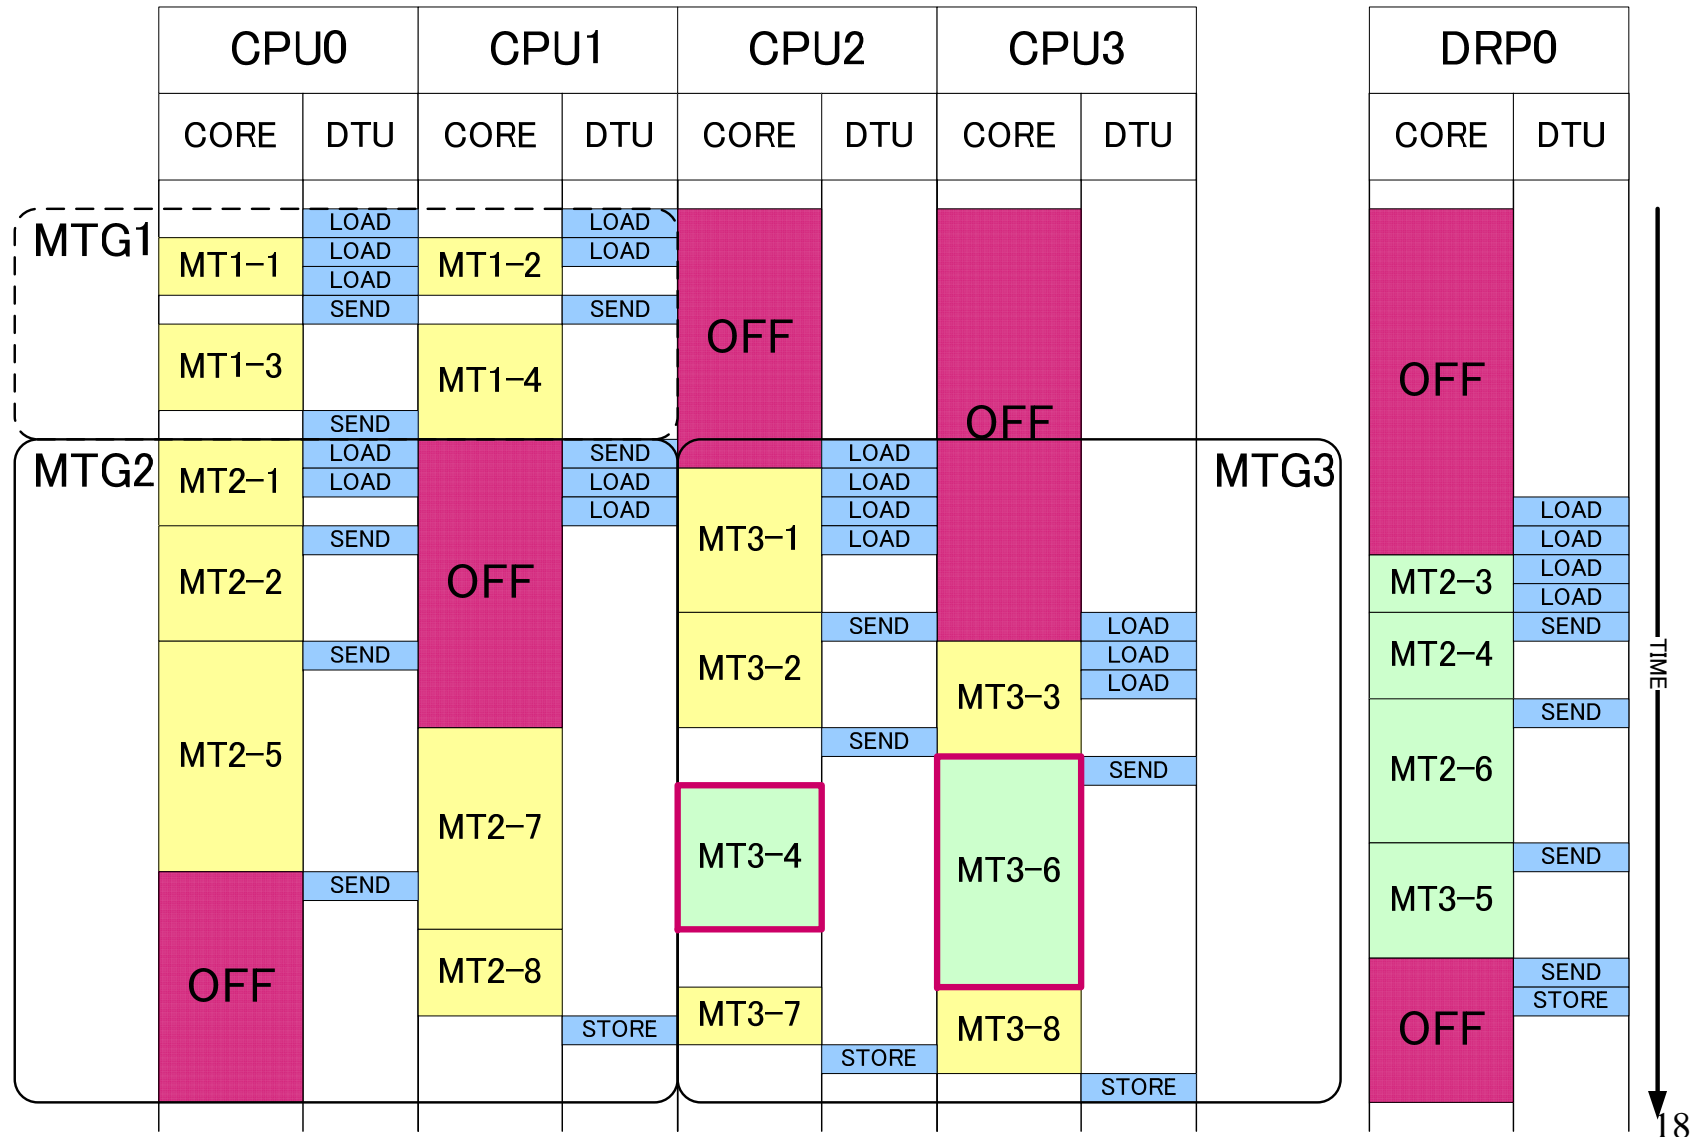 CPU0 CPU1 CPU2 CPU3 DRP0
CORE DTU CORE DTU CORE DTU CORE DTU CORE DTU
LOAD LOAD
MTG1
LOAD LOAD
MT1-1 MT1-2
LOAD
SEND SEND
OFF
MT1-3
MT1-4 OFF
OFF
SEND
LOAD SEND LOAD
MTG2 MTG3
MT2-1
LOAD LOAD LOAD
LOAD LOAD LOAD
SEND MT3-1 LOAD LOAD
LOAD
MT2-2 OFF MT2-3
LOAD
SEND LOAD SEND
SEND LOAD MT2-4
TIME
MT3-2
LOAD
MT3-3
SEND
SEND
MT2-5
SEND MT2-6
MT2-7
MT3-4 SEND
MT3-6
SEND
MT3-5
MT2-8 SEND
OFF
STORE
MT3-7
STORE MT3-8 OFF
STORE
STORE
18